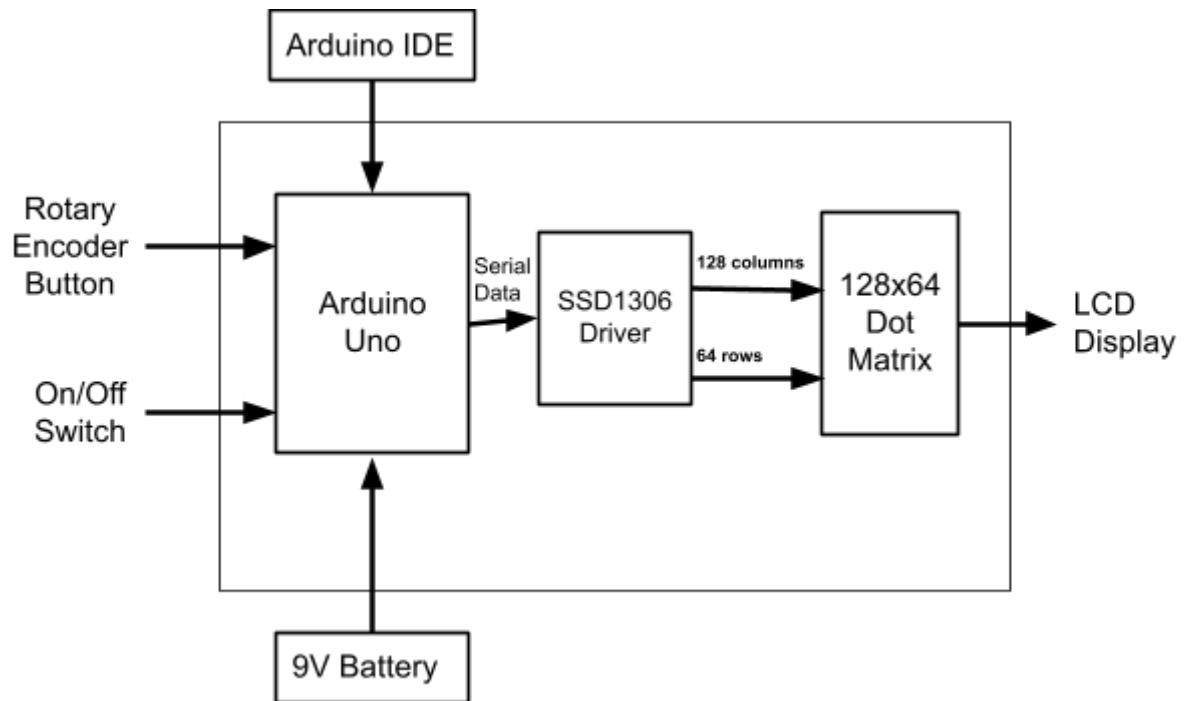 Arduino IDE
Rotary
Encoder
Button
On/Off
Switch
Arduino
Uno
Serial
Data
SSD1306
Driver
128 columns
64 rows
128x64
Dot
Matrix
LCD
Display
9V Battery